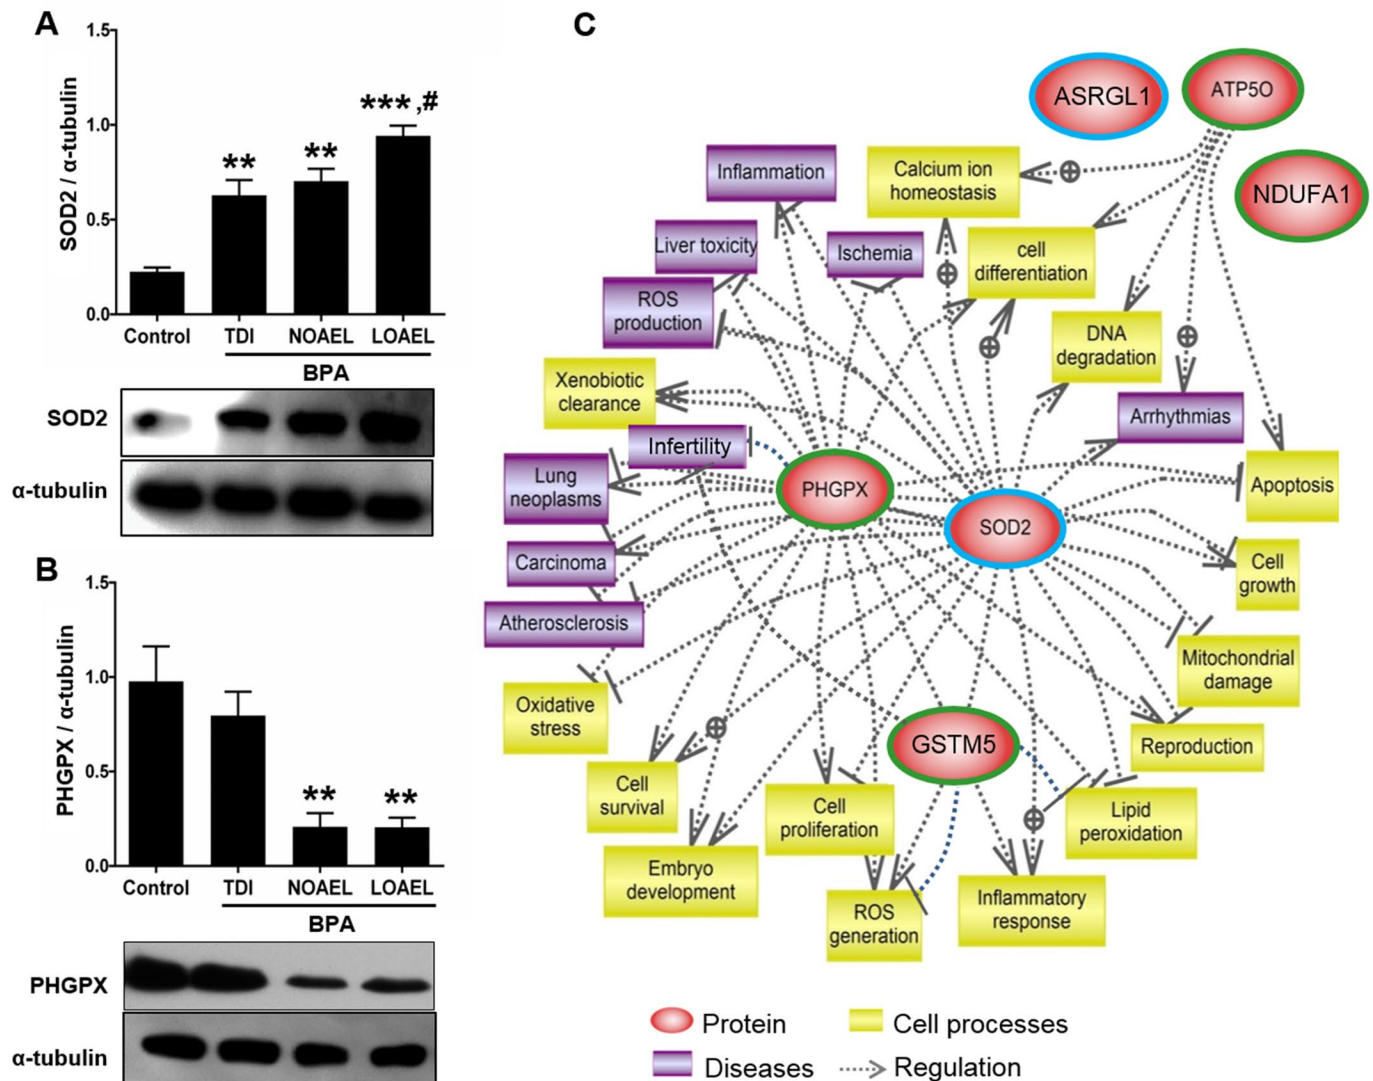 A
1.5
1.0
0.5
0.0
SOD2 / α-tubulin
**
**
***,#
Control
TDI
NOAEL
LOAEL
BPA
SOD2
α-tubulin
B
1.5
1.0
0.5
0.0
PHGPX / α-tubulin
**
**
Control
TDI
NOAEL
LOAEL
BPA
PHGPX
α-tubulin
C
ASRGL1
ATP5O
NDUFA1
Inflammation
Calcium ion
homeostasis
Liver toxicity
Ischemia
cell
differentiation
ROS
production
DNA
degradation
Xenobiotic
clearance
Arrhythmias
Infertility
Lung
neoplasms
PHGPX
SOD2
Apoptosis
Carcinoma
Cell
growth
Atherosclerosis
Mitochondrial
damage
Oxidative
stress
GSTM5
Reproduction
Cell
survival
Cell
proliferation
Lipid
peroxidation
Embryo
development
ROS
generation
Inflammatory
response
Protein
Cell processes
Diseases
Regulation